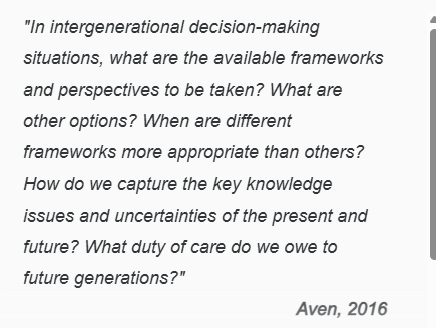 "In intergenerational decision-making
situations, what are the available frameworks
and perspectives to be taken? What are
other options? When are different
frameworks more appropriate than others?
How do we capture the key knowledge
issues and uncertainties of the present and
future? What duty of care do we owe to
future generations?"
Aven, 2016